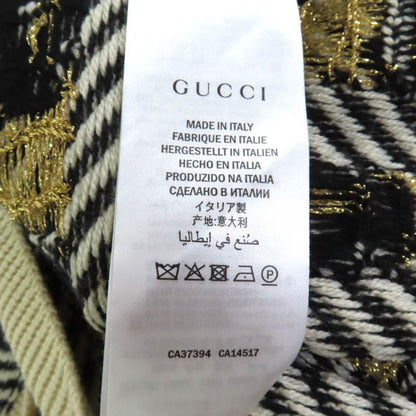 GUCCI
MADE IN ITALY
FABRIQUE EN ITALIE
HERGESTELLT IN ITALIEN
HECHO EN ITALIA
PRODUZIDO NA ITALIA
СДЕЛАНО В ИТАЛИИ
イタリア製
产地:意大利
صنع في إيطاليا
P
CA37394 CA14517